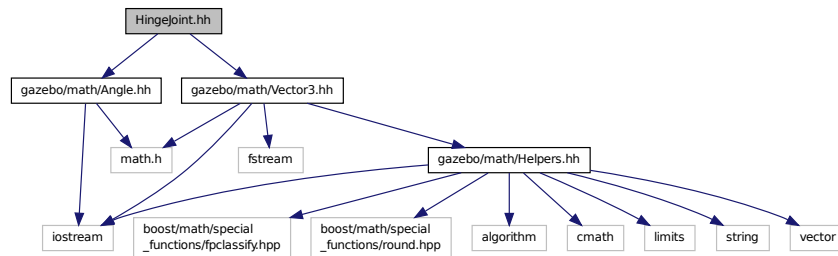 HingeJoint.hh
gazebo/math/Angle.hh
gazebo/math/Vector3.hh
math.h
fstream
gazebo/math/Helpers.hh
iostream
boost/math/special
_functions/fpclassify.hpp
boost/math/special
_functions/round.hpp
algorithm
cmath
limits
string
vector